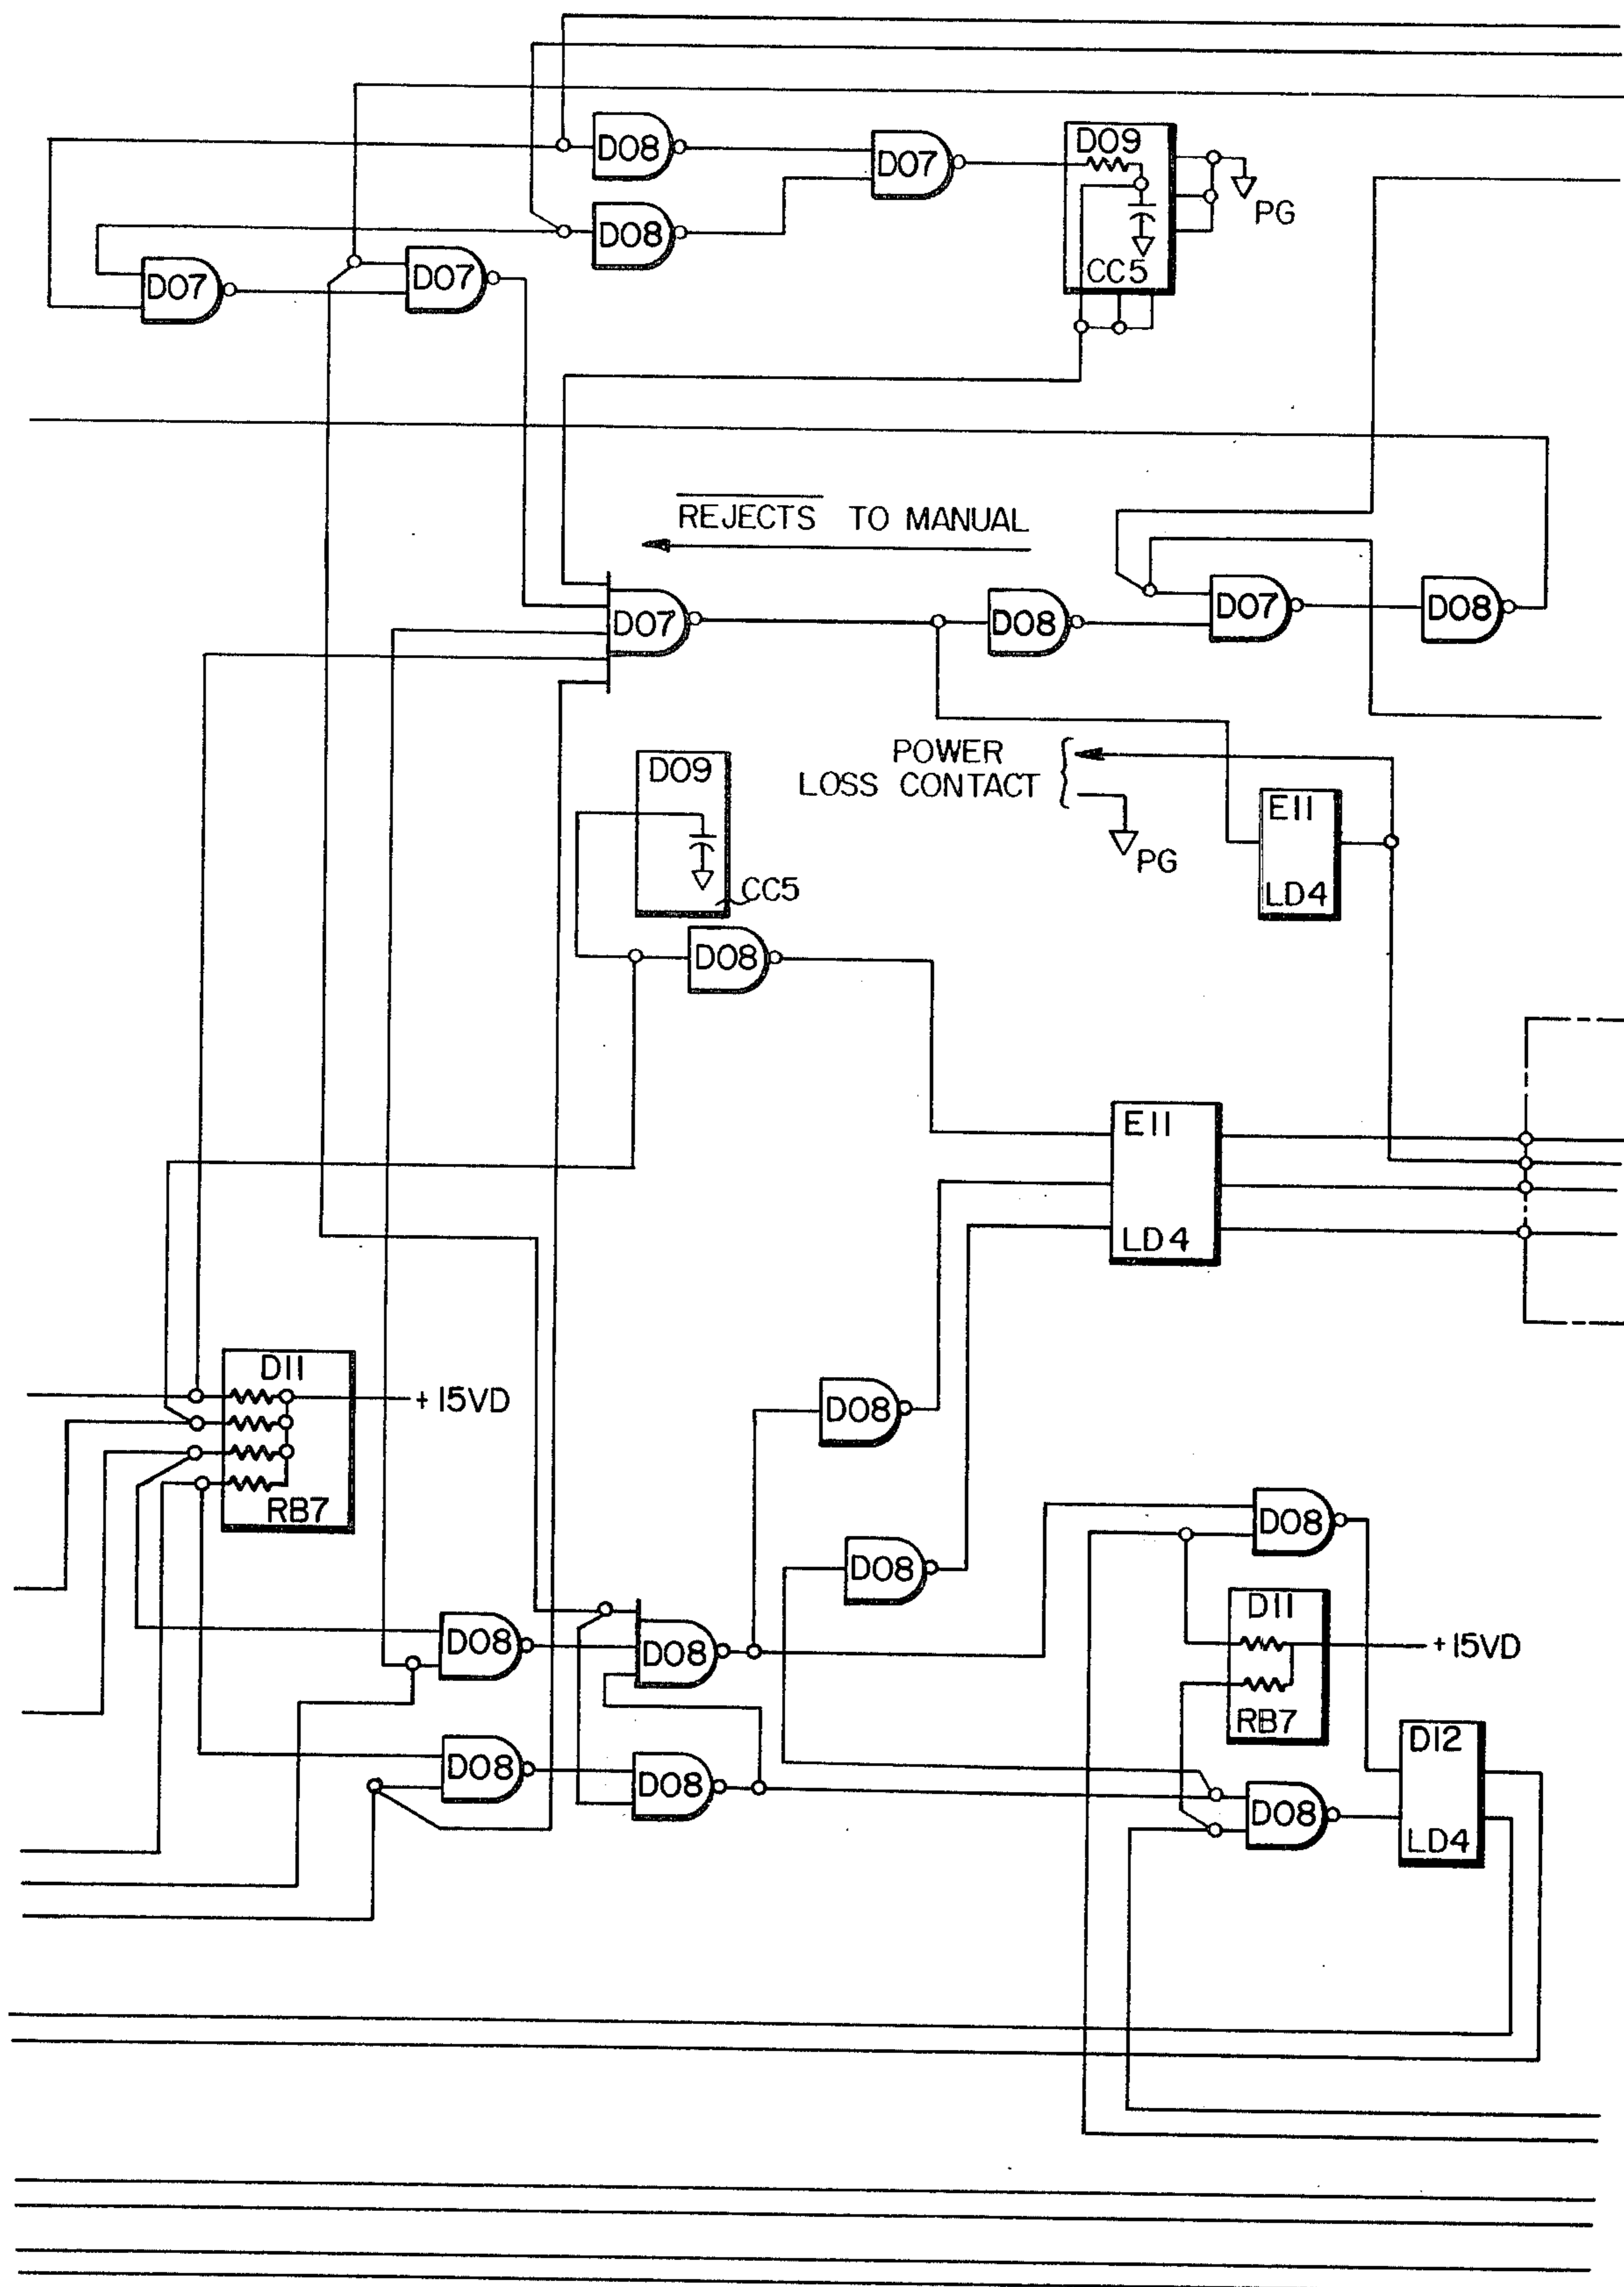 D08
D07
D09
PG
CC5
D08
D07
D07
REJECTS TO MANUAL
D07
D08
D07
D08
POWER
LOSS CONTACT
PG
D09
CC5
E11
LD4
D08
E11
LD4
D11
+15VD
RB7
D08
D08
D08
D11
+15VD
RB7
D08
D08
D08
D08
D12
LD4
D08